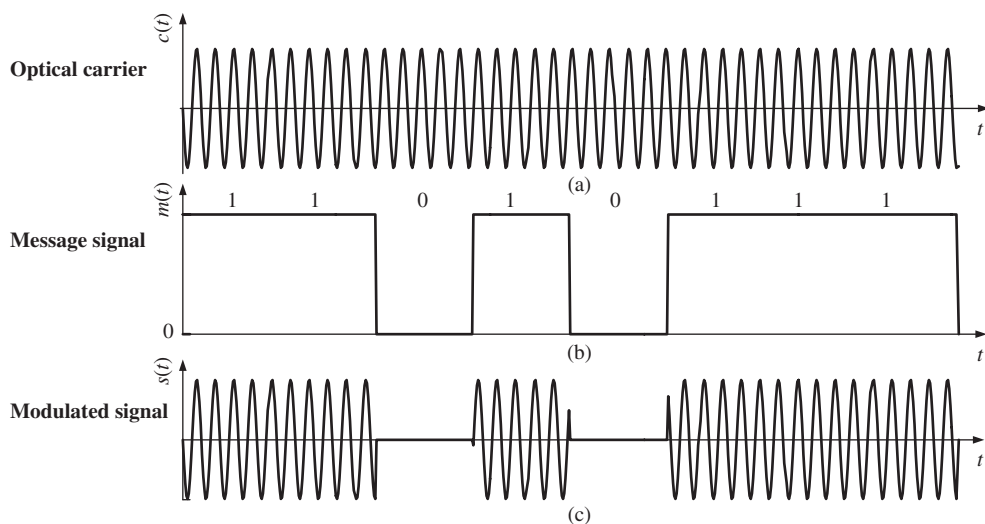 c(t)
Optical carrier
t
(a)
m(t)
1 1 0 1 0 1 1 1
Message signal
0
t
(b)
s(t)
Modulated signal
t
(c)